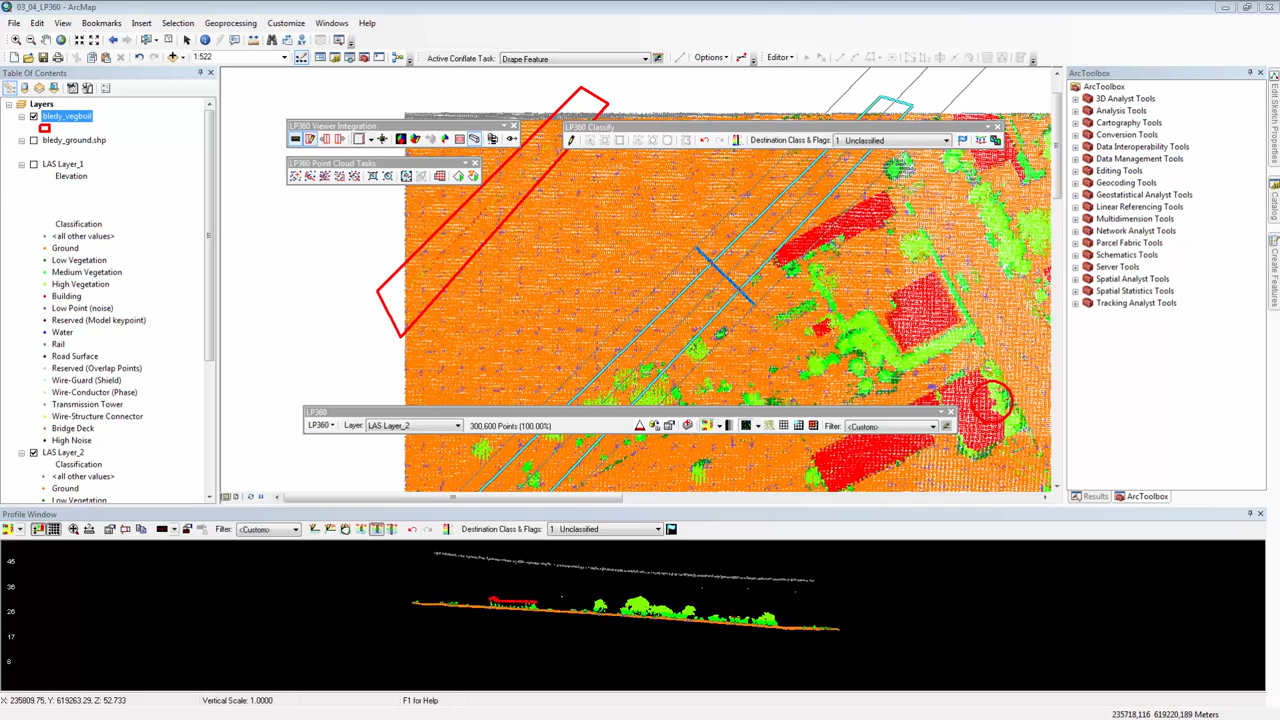 03_04_LP360 - ArcMap
File Edit View Bookmarks Insert Selection Geoprocessing Customize Windows Help
1:522
Active Conflate Task: Drape Feature
Options
Editor
Table Of Contents
Layers
bledy_vegbuil
bledy_ground.shp
LAS Layer_1
Elevation
Classification
<all other values>
Ground
Low Vegetation
Medium Vegetation
High Vegetation
Building
Low Point (noise)
Reserved (Model keypoint)
Water
Rail
Road Surface
Reserved (Overlap Points)
Wire-Guard (Shield)
Wire-Conductor (Phase)
Transmission Tower
Wire-Structure Connector
Bridge Deck
High Noise
LAS Layer_2
Classification
<all other values>
Ground
Low Vegetation
LP360 Viewer Integration
LP360 Point Cloud Tasks
LP360 Classify
Destination Class & Flags: 1 Unclassified
LP360
LP360 Layer: LAS Layer_2 300,600 Points (100.00%) Filter: <Custom>
ArcToolbox
ArcToolbox
3D Analyst Tools
Analysis Tools
Cartography Tools
Conversion Tools
Data Interoperability Tools
Data Management Tools
Editing Tools
Geocoding Tools
Geostatistical Analyst Tools
Linear Referencing Tools
Multidimension Tools
Network Analyst Tools
Parcel Fabric Tools
Schematics Tools
Server Tools
Spatial Analyst Tools
Spatial Statistics Tools
Tracking Analyst Tools
Results ArcToolbox
Edit Sketch Properties
Catalog
Create Features
Profile Window
Filter: <Custom> Destination Class & Flags: 1 Unclassified
45
36
26
17
8
X: 235809.75, Y: 619263.29, Z: 52.733 Vertical Scale: 1.0000 F1 for Help
235718,116 619220,189 Meters